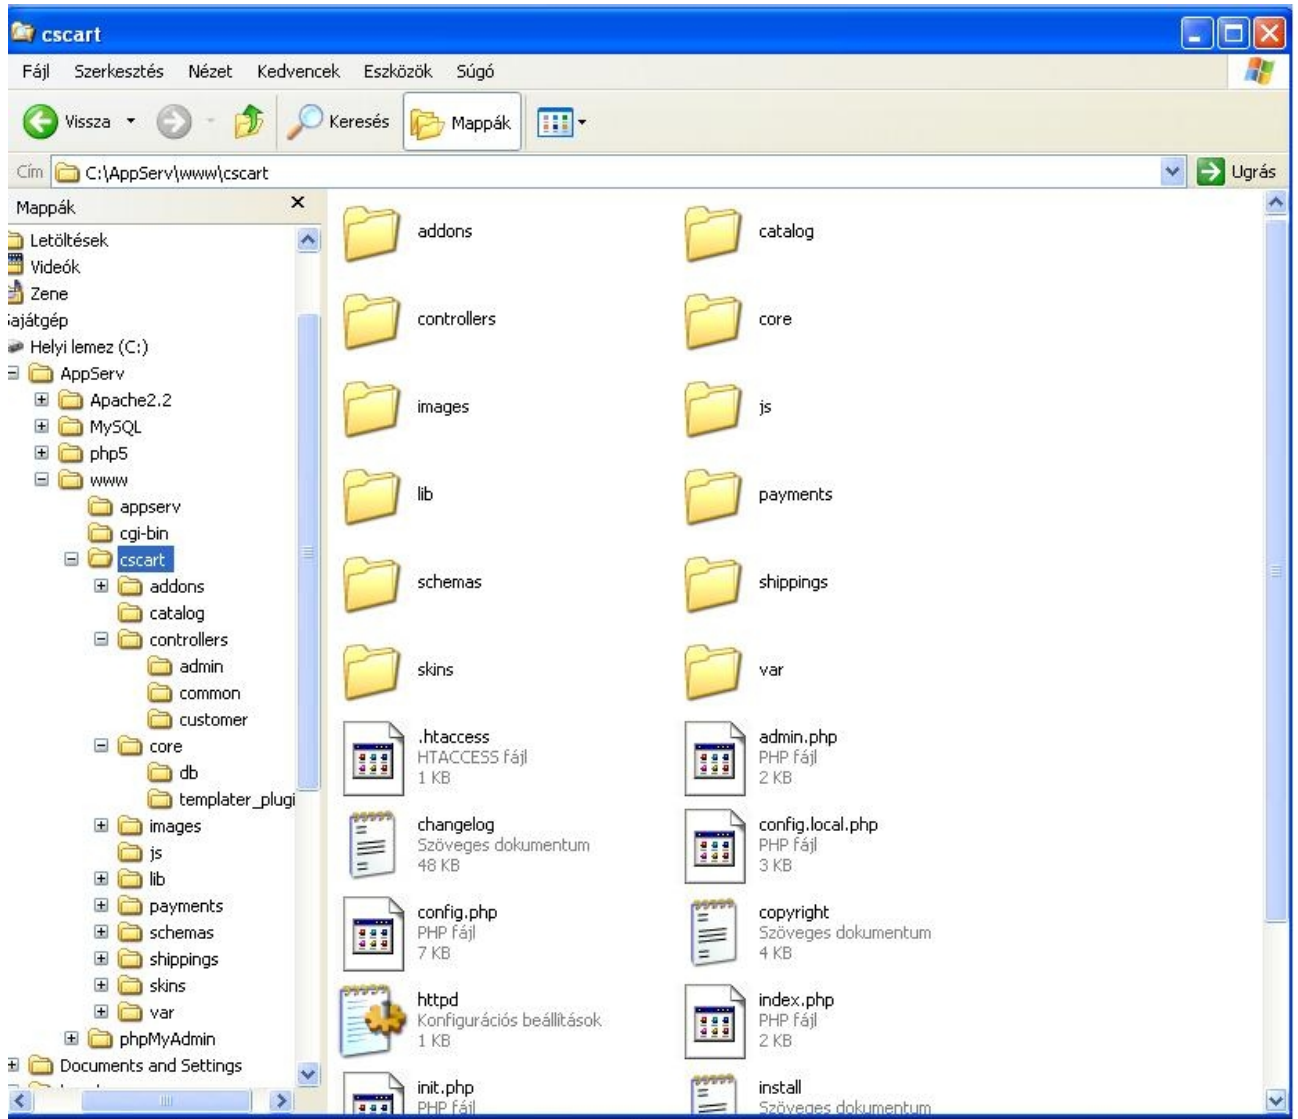 cscart
Fájl Szerkesztés Nézet Kedvencek Eszközök Súgó
Vissza Keresés Mappák
Cím C:\AppServ\www\cscart Ugrás
Mappák
Letöltések
Videók
Zene
Sajátgép
Helyi lemez (C:)
AppServ
Apache2.2
MySQL
php5
www
appserv
cgi-bin
cscart
addons
catalog
controllers
admin
common
customer
core
db
templater_plugi
images
js
lib
payments
schemas
shippings
skins
var
phpMyAdmin
Documents and Settings
addons
catalog
controllers
core
images
js
lib
payments
schemas
shippings
skins
var
.htaccess
HTACCESS fájl
1 KB
admin.php
PHP fájl
2 KB
changelog
Szöveges dokumentum
48 KB
config.local.php
PHP fájl
3 KB
config.php
PHP fájl
7 KB
copyright
Szöveges dokumentum
4 KB
httpd
Konfigurációs beállítások
1 KB
index.php
PHP fájl
2 KB
init.php
PHP fájl
install
Szöveges dokumentum